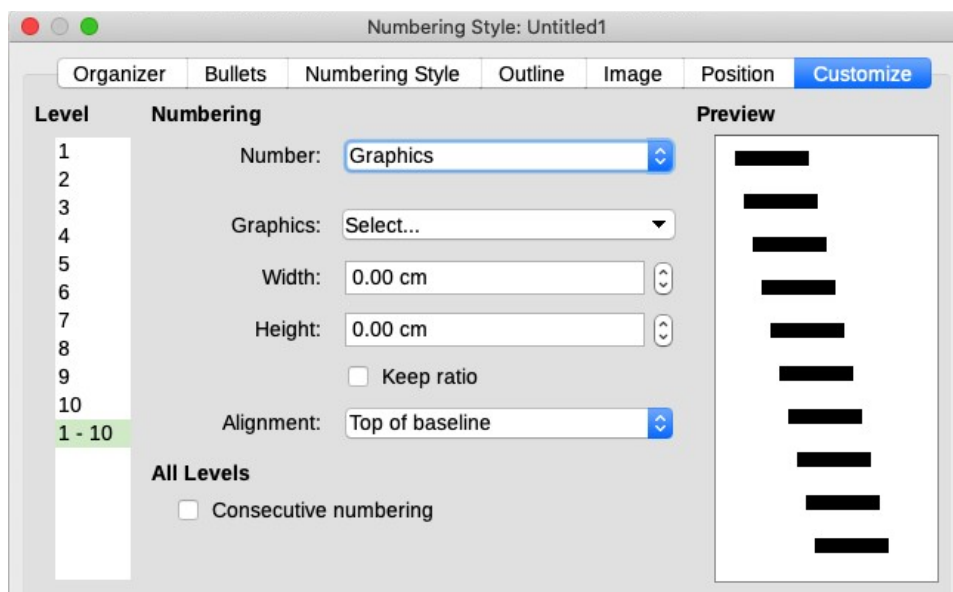 Numbering Style: Untitled1
Organizer Bullets Numbering Style Outline Image Position Customize
Level Numbering Preview
1
2
3
4
5
6
7
8
9
10
1 - 10
Number: Graphics
Graphics: Select...
Width: 0.00 cm
Height: 0.00 cm
Keep ratio
Alignment: Top of baseline
All Levels
Consecutive numbering